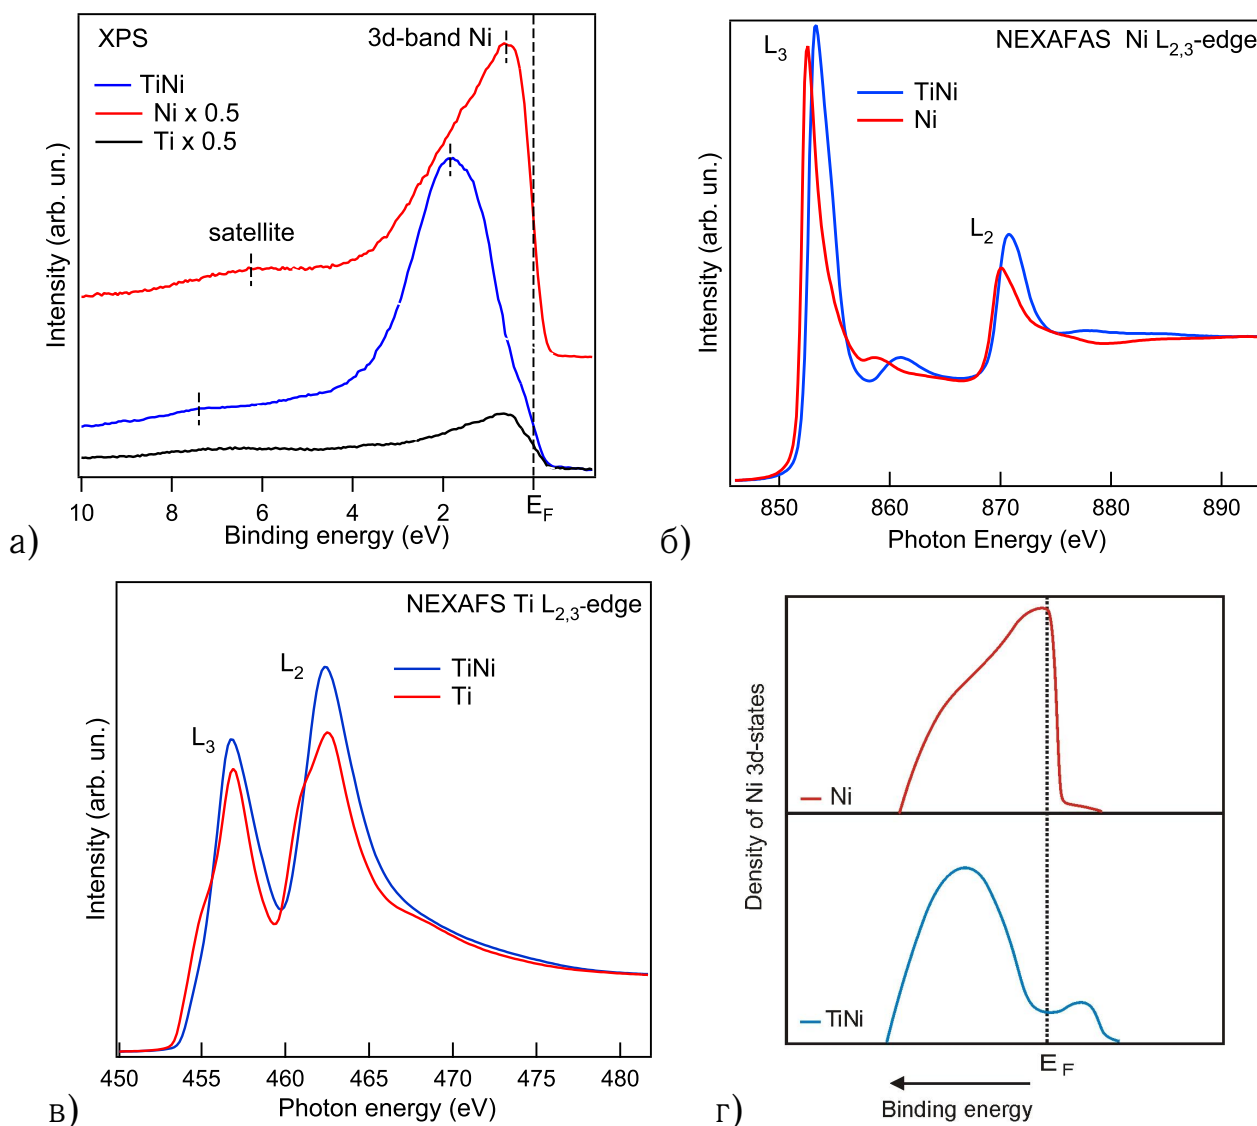 XPS
3d-band Ni
TiNi
Ni x 0.5
Ti x 0.5
satellite
Intensity (arb. un.)
10 8 6 4 2 E_F
Binding energy (eV)
а)
NEXAFAS Ni L2,3-edge
L3
TiNi
Ni
L2
Intensity (arb. un.)
850 860 870 880 890
Photon Energy (eV)
б)
NEXAFS Ti L2,3-edge
L2
TiNi
Ti
L3
Intensity (arb. un.)
450 455 460 465 470 475 480
Photon energy (eV)
в)
Density of Ni 3d-states
Ni
TiNi
E F
Binding energy
г)